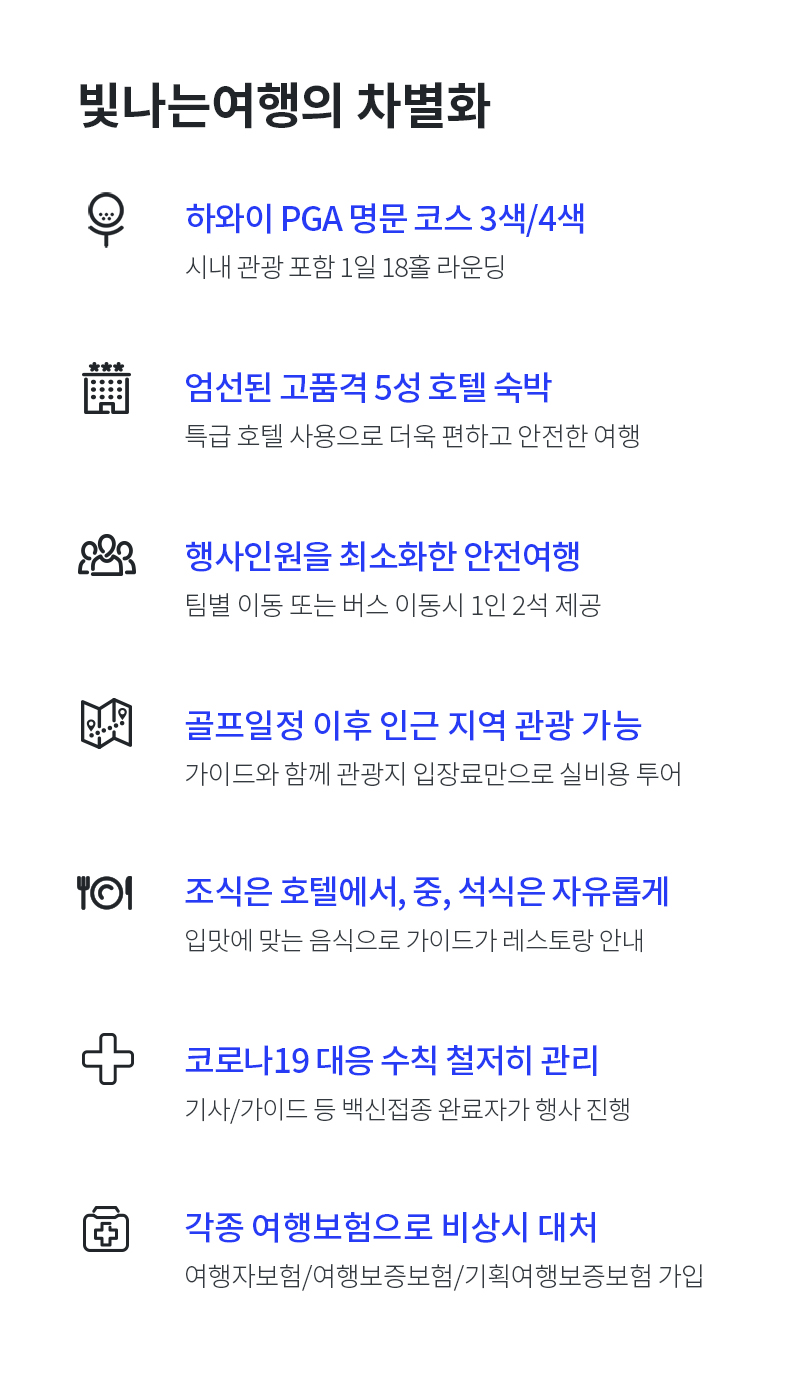 빛나는여행의 차별화
하와이 PGA 명문 코스 3색/4색
시내 관광 포함 1일 18홀 라운딩
엄선된 고품격 5성 호텔 숙박
특급 호텔 사용으로 더욱 편하고 안전한 여행
행사인원을 최소화한 안전여행
팀별 이동 또는 버스 이동시 1인 2석 제공
골프일정 이후 인근 지역 관광 가능
가이드와 함께 관광지 입장료만으로 실비용 투어
조식은 호텔에서, 중, 석식은 자유롭게
입맛에 맞는 음식으로 가이드가 레스토랑 안내
코로나19 대응 수칙 철저히 관리
기사/가이드 등 백신접종 완료자가 행사 진행
각종 여행보험으로 비상시 대처
여행자보험/여행보증보험/기획여행보증보험 가입